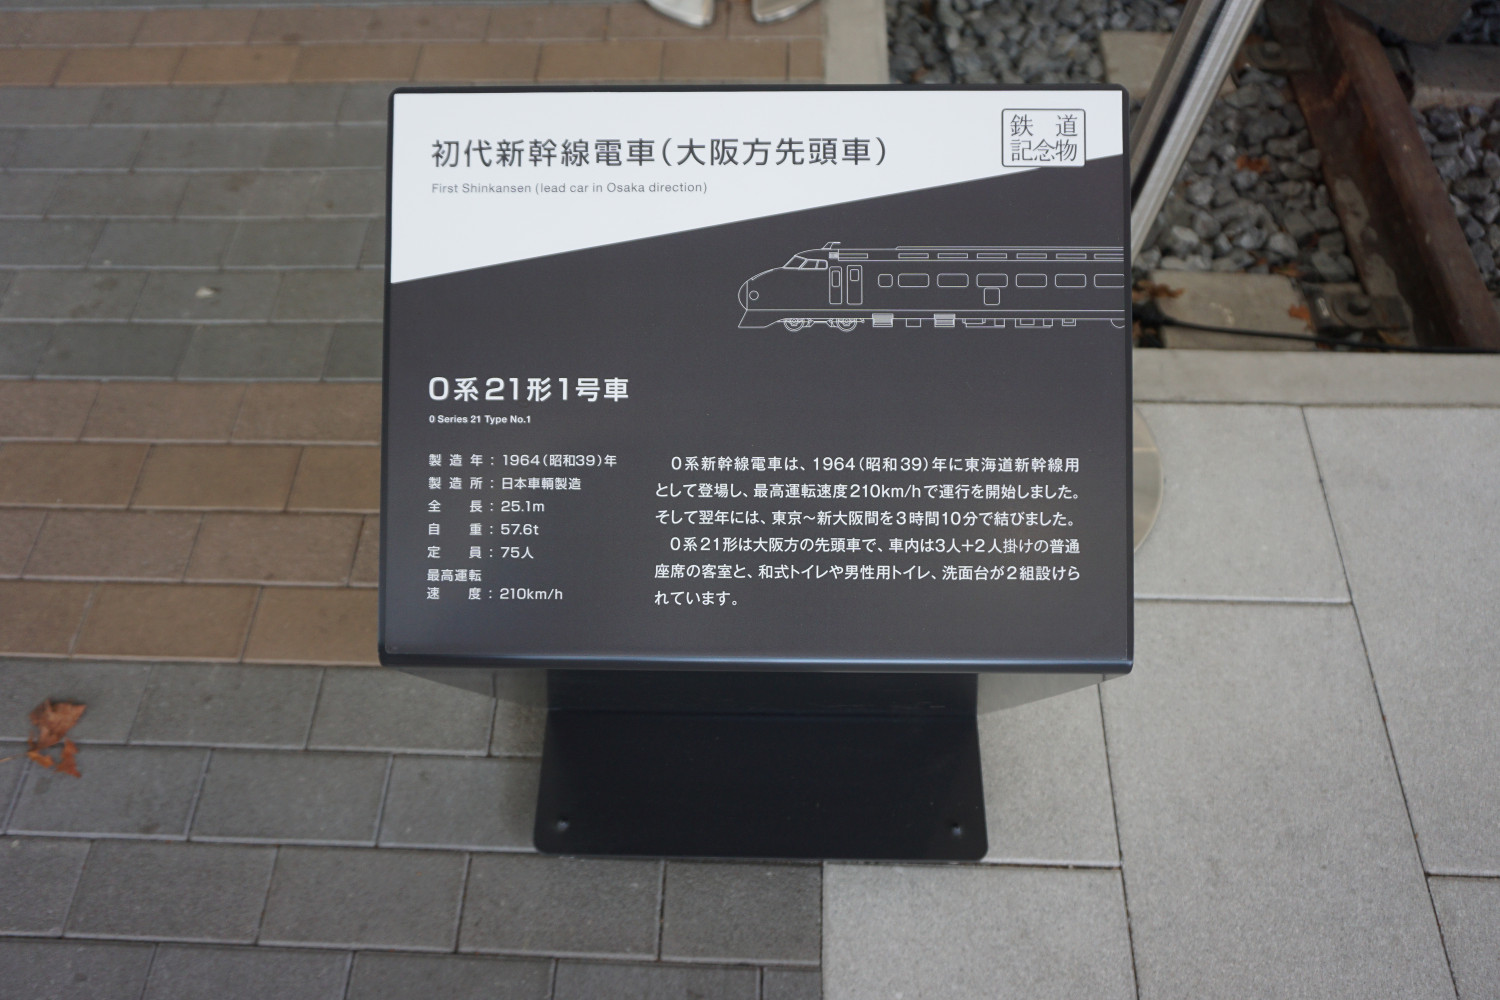 初代新幹線電車(大阪方先頭車)
First Shinkansen (lead car in Osaka direction)
鉄 道
記念物
0系21形1号車
0 Series 21 Type No.1
製 造 年 : 1964(昭和39)年
製 造 所 : 日本車輌製造
全 長 : 25.1m
自 重 : 57.6t
定 員 : 75人
最高運転
速 度 : 210km/h
0系新幹線電車は、1964(昭和39)年に東海道新幹線用
として登場し、最高運転速度210km/hで運行を開始しました。
そして翌年には、東京～新大阪間を3時間10分で結びました。
0系21形は大阪方の先頭車で、車内は3人+2人掛けの普通
座席の客室と、和式トイレや男性用トイレ、洗面台が2組設けら
れています。